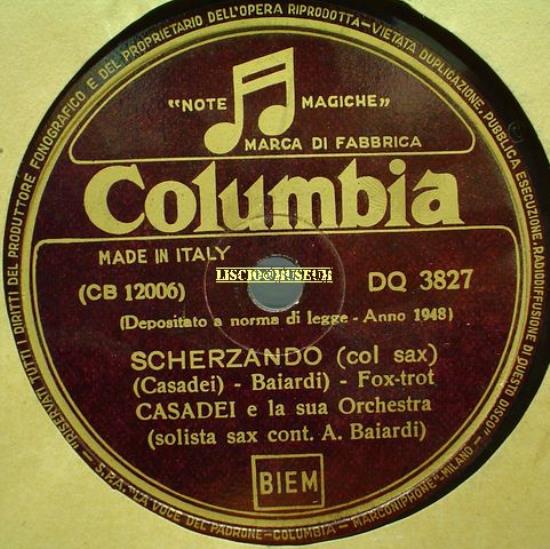 "RISERVATI TUTTI I DIRITTI DEL PRODUTTORE FONOGRAFICO E DEL PROPRIETARIO DELL'OPERA RIPRODOTTA-VIETATA DUPLICAZIONE, PUBBLICA ESECUZIONE, RADIODIFFUSIONE DI QUESTO DISCO"
"NOTE MAGICHE"
MARCA DI FABBRICA
Columbia
MADE IN ITALY
LISCIO@MUSEUM
(CB 12006)
DQ 3827
(Depositato a norma di legge - Anno 1948)
SCHERZANDO (col sax)
(Casadei) - Baiardi) - Fox-trot
CASADEI e la sua Orchestra
(solista sax cont. A. Baiardi)
BIEM
S.P.A. "LA VOCE DEL PADRONE-COLUMBIA-MARCONIPHONE" MILANO